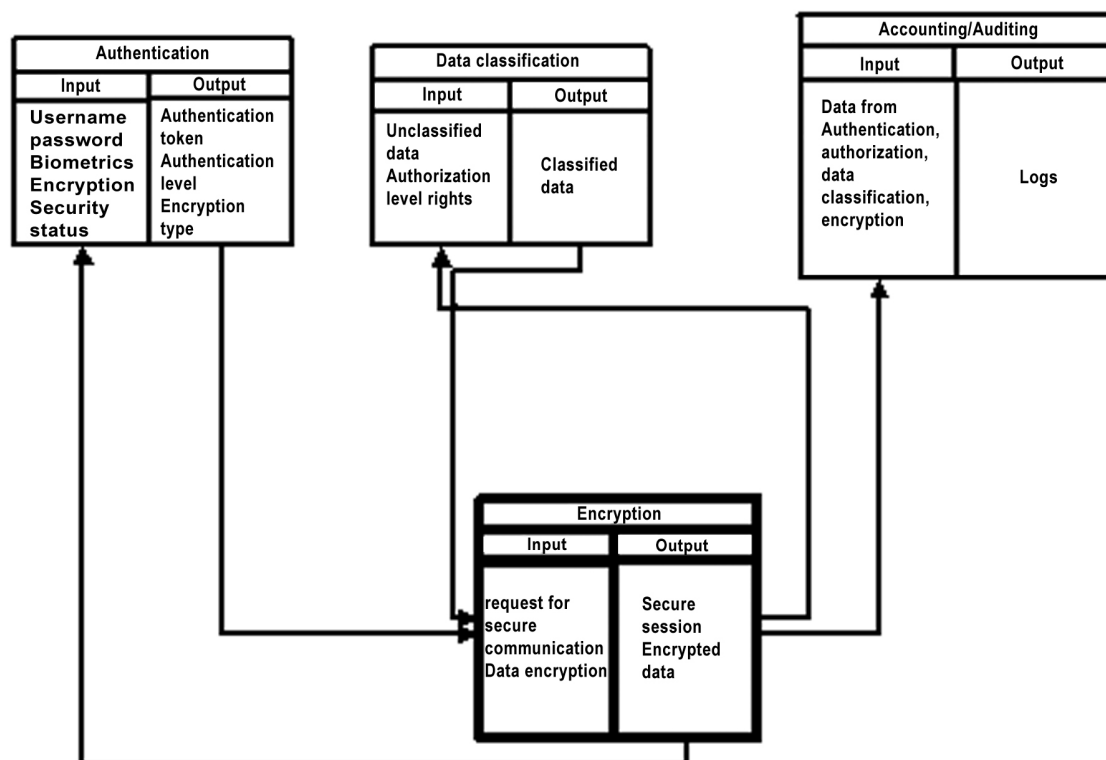 Authentication
Input
Output
Username
password
Biometrics
Encryption
Security
status
Authentication
token
Authentication
level
Encryption
type
Data classification
Input
Output
Unclassified
data
Authorization
level rights
Classified
data
Accounting/Auditing
Input
Output
Data from
Authentication,
authorization,
data
classification,
encryption
Logs
Encryption
Input
Output
request for
secure
communication
Data encryption
Secure
session
Encrypted
data